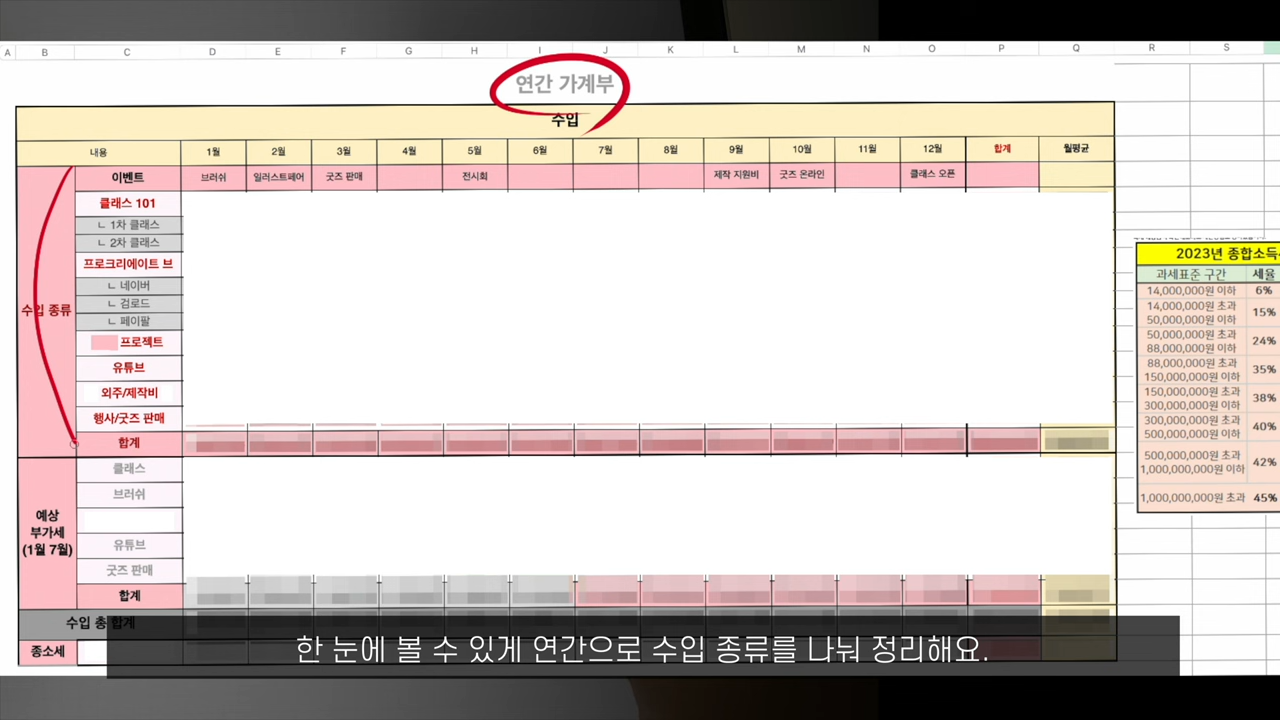 A B C D E F G H I J K L M N O P Q R S
연간 가계부
수입
내용 1월 2월 3월 4월 5월 6월 7월 8월 9월 10월 11월 12월 합계 월평균
수입 종류
이벤트 브러쉬 일러스트페어 굿즈 판매 전시회 제작 지원비 굿즈 온라인 클래스 오픈
클래스 101
ㄴ 1차 클래스
ㄴ 2차 클래스
프로크리에이트 브
ㄴ 네이버
ㄴ 검로드
ㄴ 페이팔
프로젝트
유튜브
외주/제작비
행사/굿즈 판매
합계
예상
부가세
(1월 7월)
클래스
브러쉬
유튜브
굿즈 판매
합계
수입 총 합계
종소세
2023년 종합소득
과세표준 구간 세율
14,000,000원 이하 6%
14,000,000원 초과
50,000,000원 이하 15%
50,000,000원 초과
88,000,000원 이하 24%
88,000,000원 초과
150,000,000원 이하 35%
150,000,000원 초과
300,000,000원 이하 38%
300,000,000원 초과
500,000,000원 이하 40%
500,000,000원 초과
1,000,000,000원 이하 42%
1,000,000,000원 초과 45%
한 눈에 볼 수 있게 연간으로 수입 종류를 나눠 정리해요.